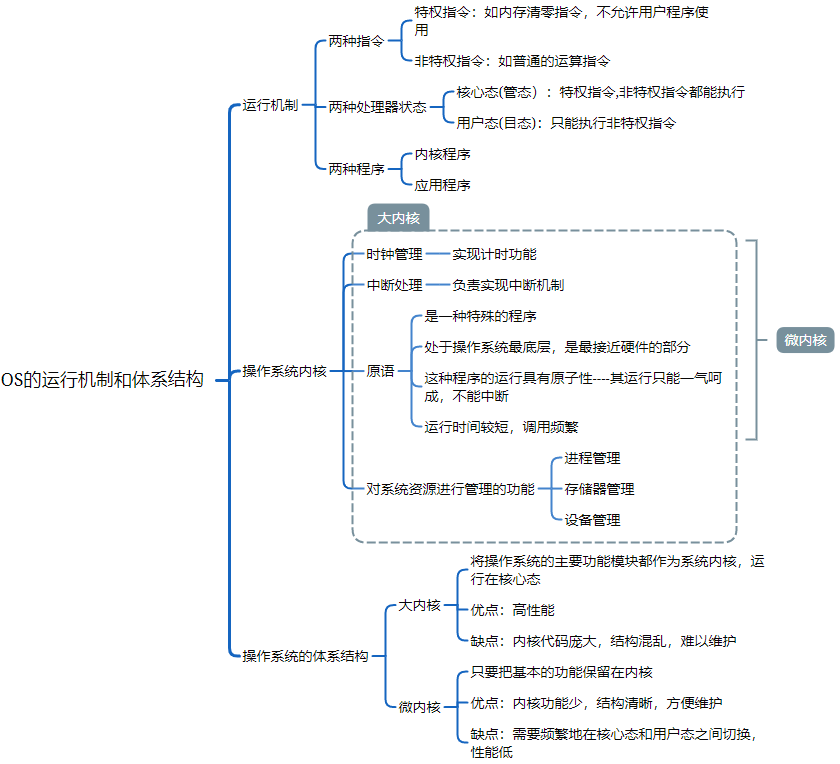 OS的运行机制和体系结构
运行机制
两种指令
特权指令：如内存清零指令，不允许用户程序使
用
非特权指令：如普通的运算指令
两种处理器状态
核心态(管态）：特权指令,非特权指令都能执行
用户态(目态)：只能执行非特权指令
两种程序
内核程序
应用程序
操作系统内核
大内核
时钟管理
实现计时功能
中断处理
负责实现中断机制
原语
是一种特殊的程序
处于操作系统最底层，是最接近硬件的部分
这种程序的运行具有原子性----其运行只能一气呵
成，不能中断
运行时间较短，调用频繁
对系统资源进行管理的功能
进程管理
存储器管理
设备管理
微内核
操作系统的体系结构
大内核
将操作系统的主要功能模块都作为系统内核，运
行在核心态
优点：高性能
缺点：内核代码庞大，结构混乱，难以维护
微内核
只要把基本的功能保留在内核
优点：内核功能少，结构清晰，方便维护
缺点：需要频繁地在核心态和用户态之间切换，
性能低